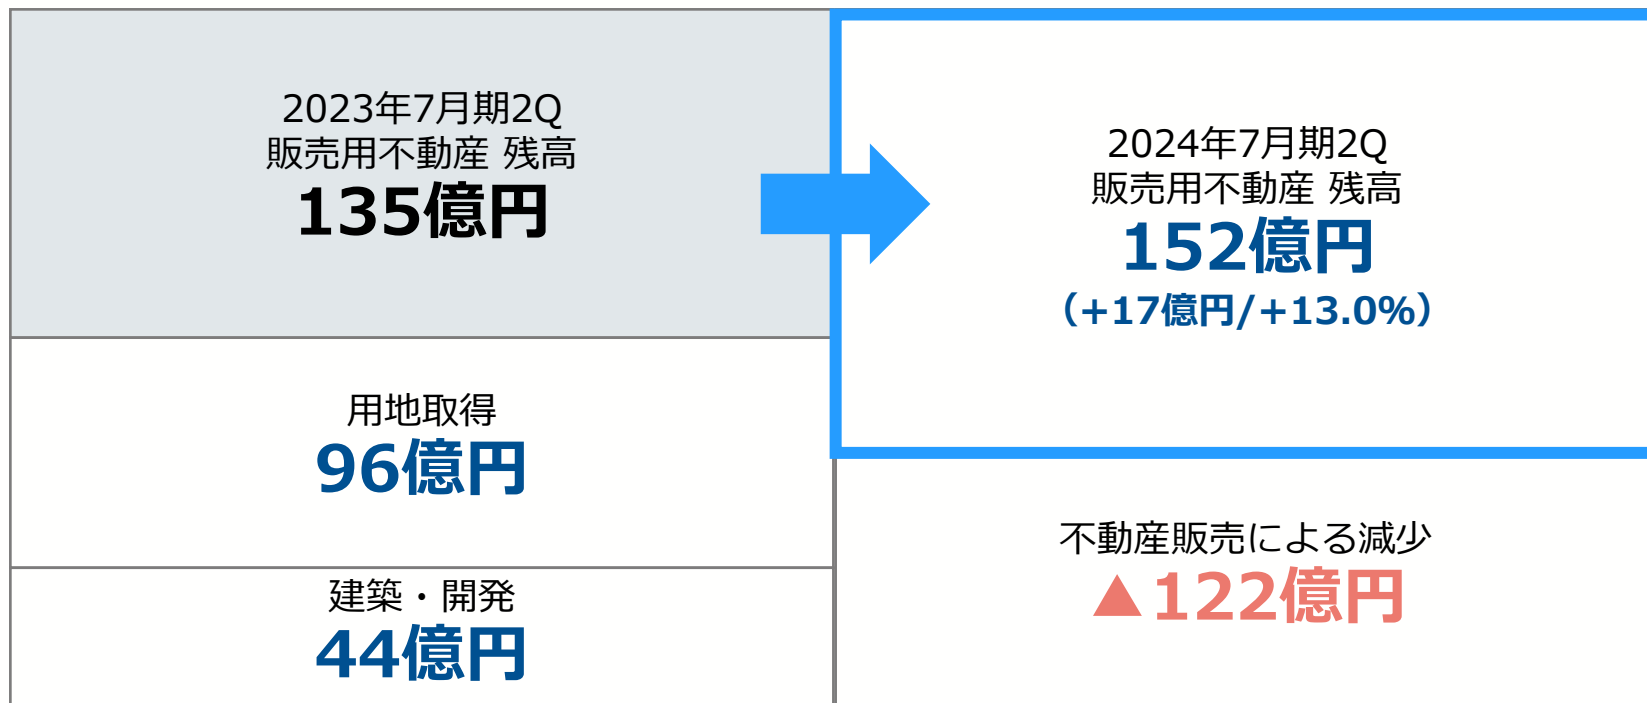 2023年7月期2Q
販売用不動産 残高
135億円
用地取得
96億円
建築・開発
44億円
2024年7月期2Q
販売用不動産 残高
152億円
（+17億円/+13.0%）
不動産販売による減少
▲122億円